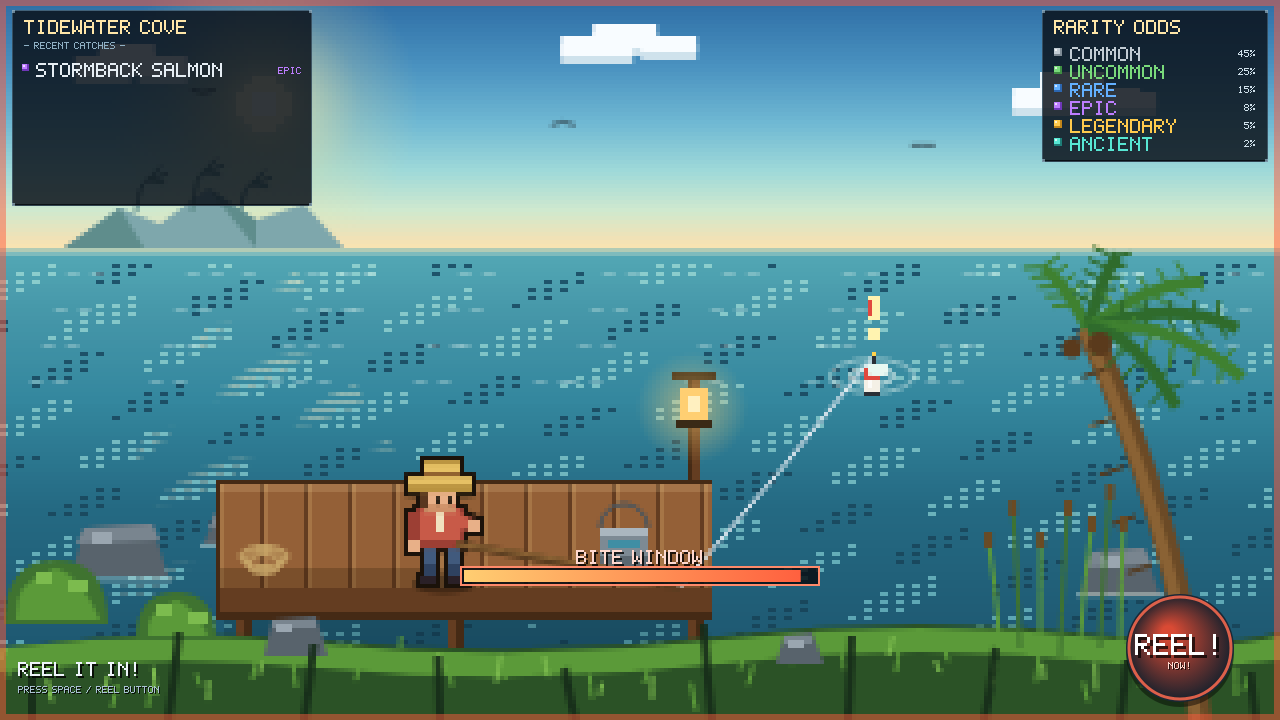 TIDEWATER COVE
- RECENT CATCHES -
STORMBACK SALMON EPIC
RARITY ODDS
COMMON 45%
UNCOMMON 25%
RARE 15%
EPIC 8%
LEGENDARY 5%
ANCIENT 2%
BITE WINDOW
REEL IT IN!
PRESS SPACE / REEL BUTTON
REEL!
NOW!